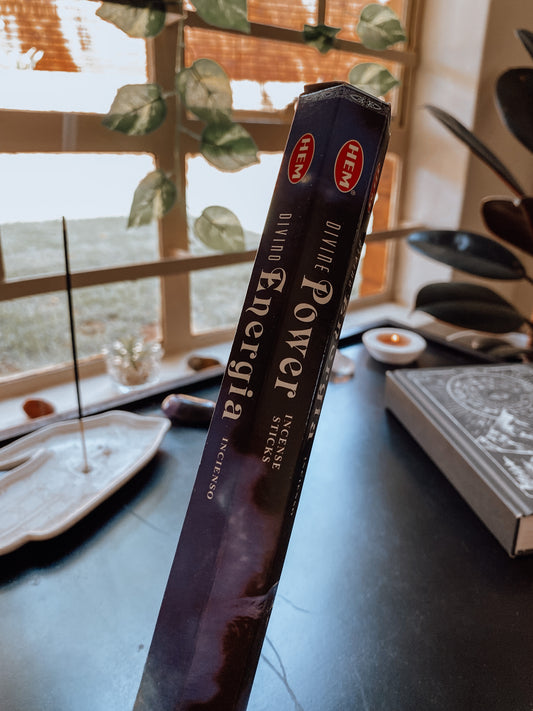 HEM
DIVINO
Energia
INCIENSO
HEM
DIVINE
Power
INCENSE
STICKS